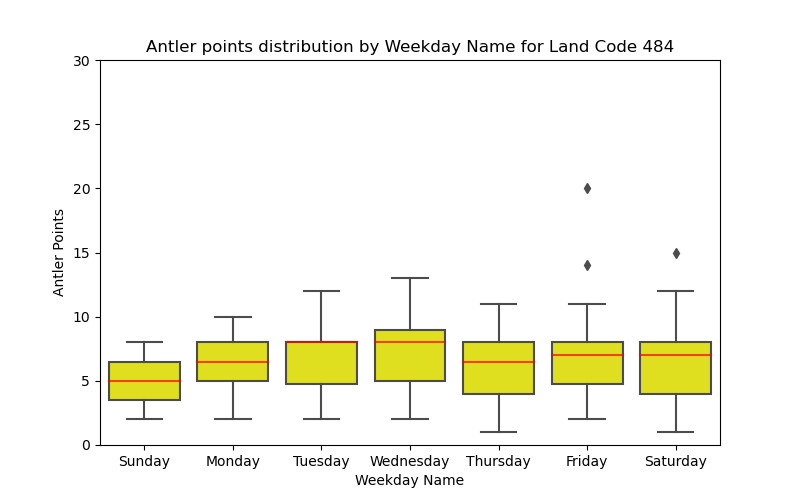 Antler points distribution by Weekday Name for Land Code 484
30
25
20
15
10
5
0
Antler Points
Sunday Monday Tuesday Wednesday Thursday Friday Saturday
Weekday Name